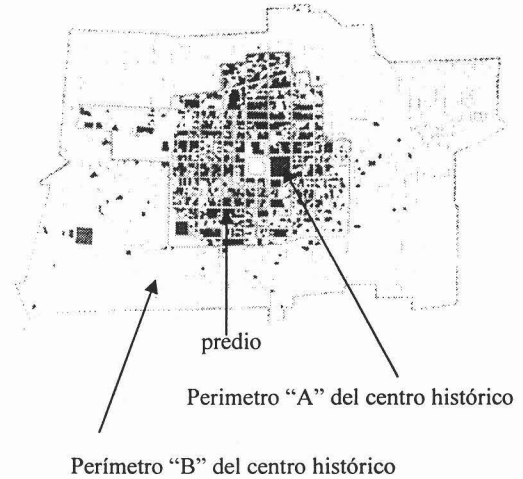 predio
Perimetro “A” del centro histórico
Perímetro “B” del centro histórico